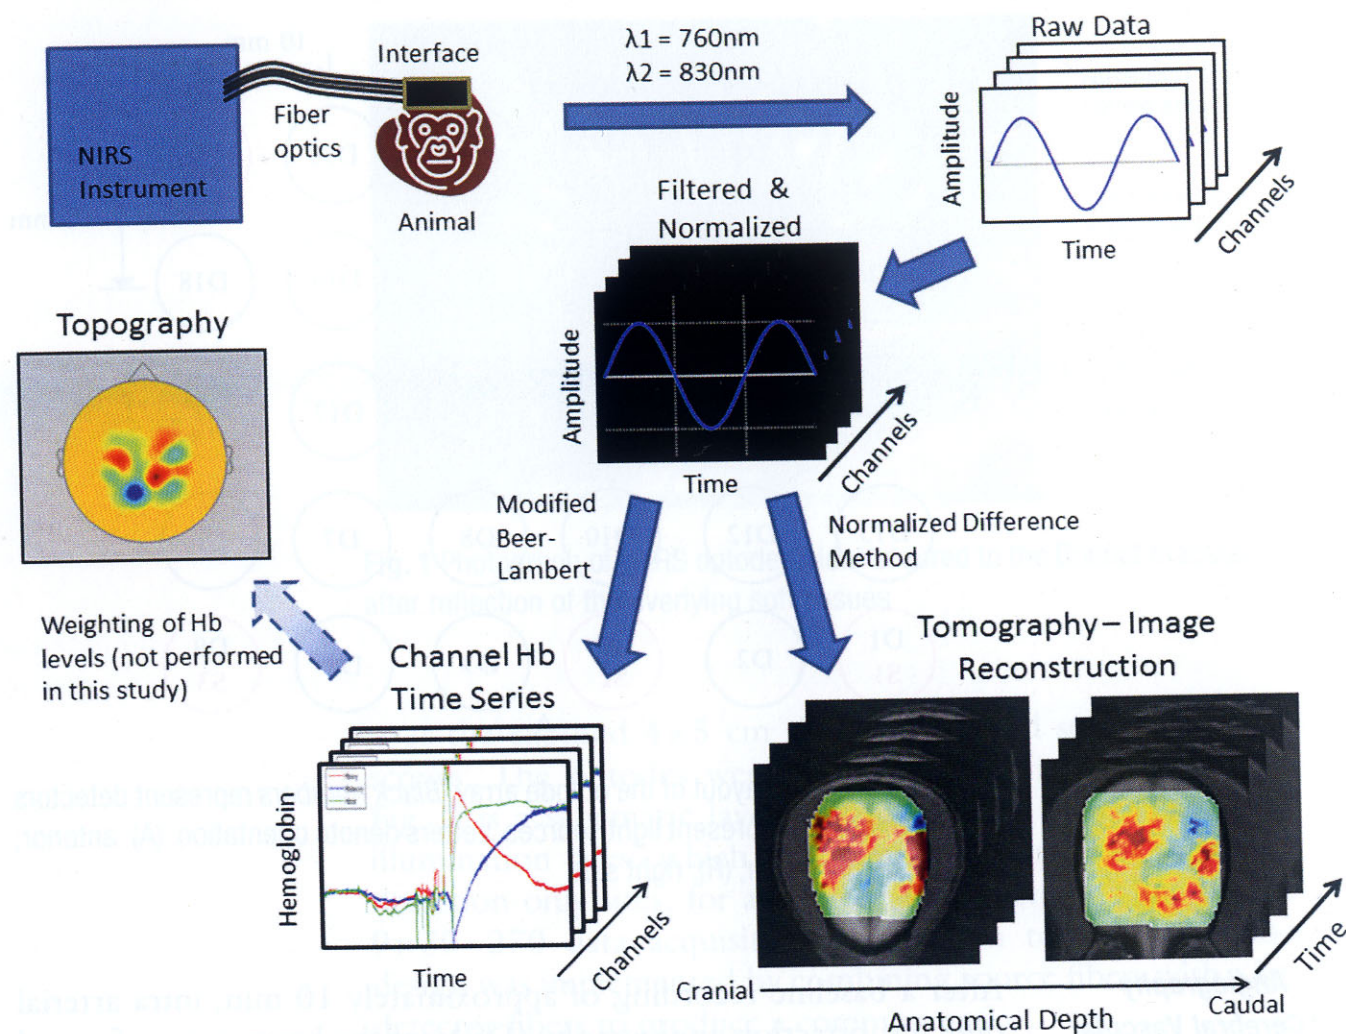 Interface
Fiber
optics
NIRS
Instrument
Animal
λ1 = 760nm
λ2 = 830nm
Raw Data
Amplitude
Time
Channels
Filtered &
Normalized
Amplitude
Time
Channels
Topography
Modified
Beer-
Lambert
Normalized Difference
Method
Weighting of Hb
levels (not performed
in this study)
Channel Hb
Time Series
Hemoglobin
Time
Channels
Tomography – Image
Reconstruction
Cranial
Caudal
Anatomical Depth
Time